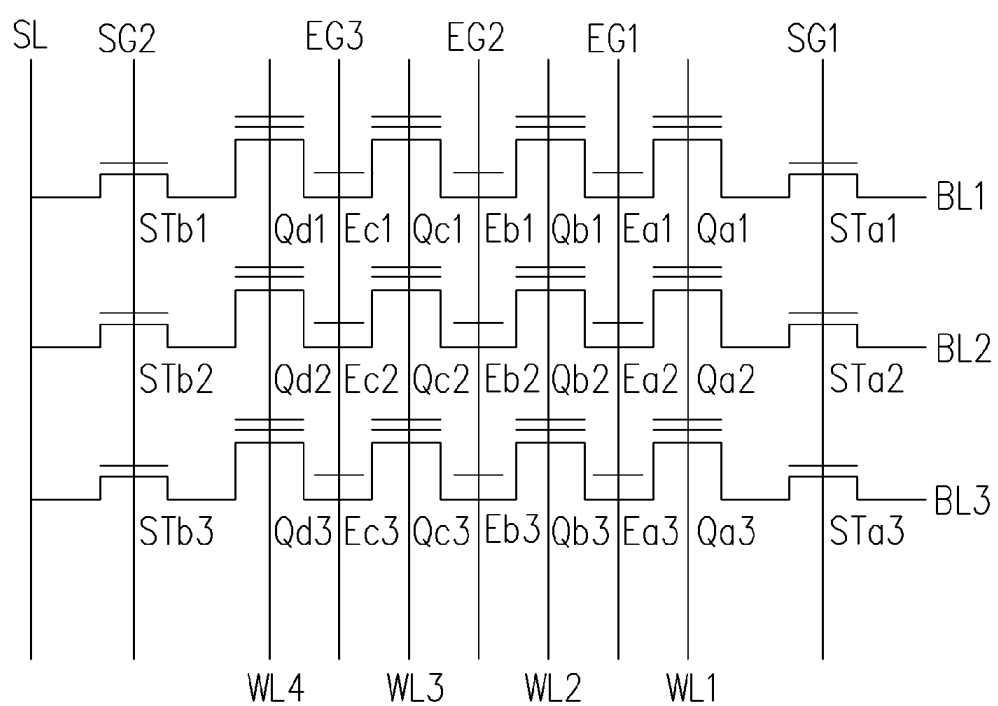 SL SG2 EG3 EG2 EG1 SG1
BL1
STb1 Qd1 Ec1 Qc1 Eb1 Qb1 Ea1 Qa1 STa1
BL2
STb2 Qd2 Ec2 Qc2 Eb2 Qb2 Ea2 Qa2 STa2
BL3
STb3 Qd3 Ec3 Qc3 Eb3 Qb3 Ea3 Qa3 STa3
WL4 WL3 WL2 WL1